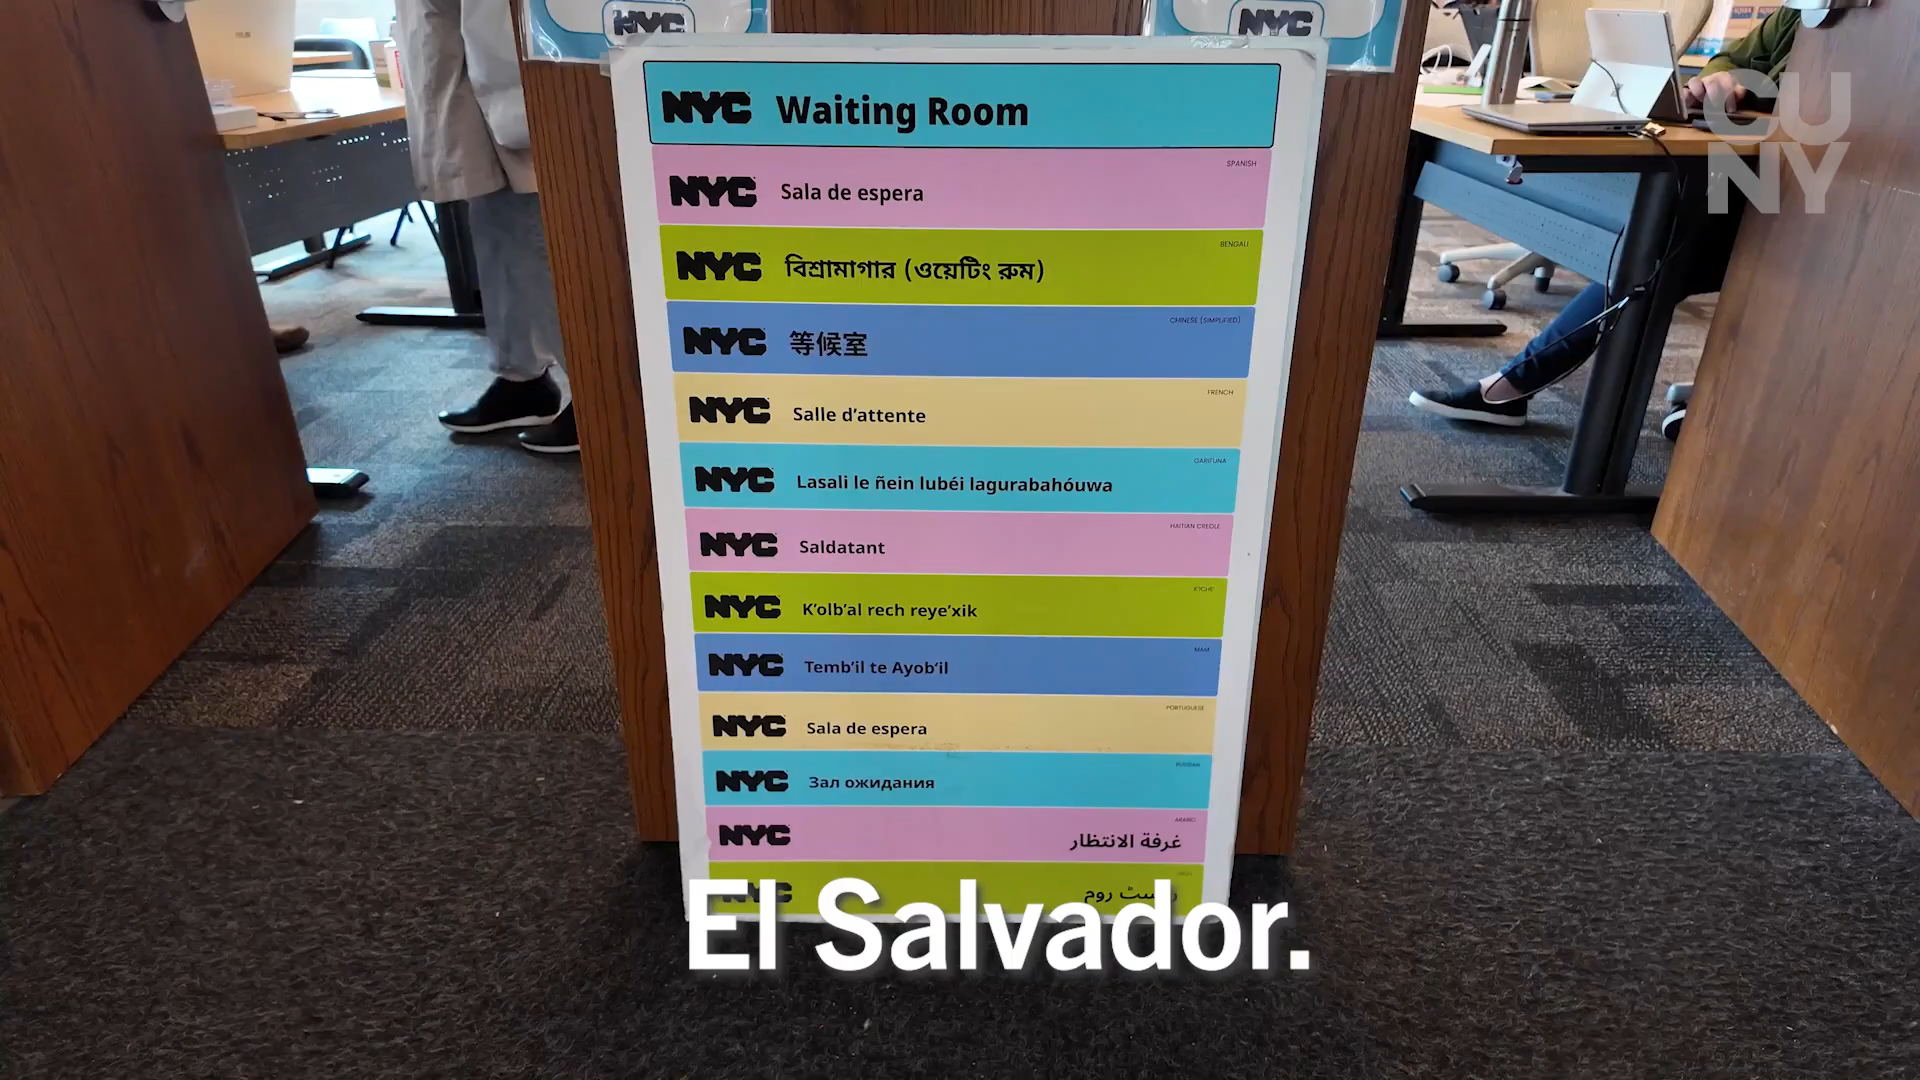 NYC
NYC
CUNY
NYC Waiting Room
SPANISH
NYC Sala de espera
BENGALI
NYC বিশ্রামাগার (ওয়েটিং রুম)
CHINESE (SIMPLIFIED)
NYC 等候室
FRENCH
NYC Salle d'attente
GARIFUNA
NYC Lasali le ñein lubéi lagurabahóuwa
HAITIAN CREOLE
NYC Saldatant
K'ICHE'
NYC K'olb'al rech reye'xik
MAM
NYC Temb'il te Ayob'il
PORTUGUESE
NYC Sala de espera
RUSSIAN
NYC Зал ожидания
ARABIC
NYC غرفة الانتظار
NYC روم
El Salvador.